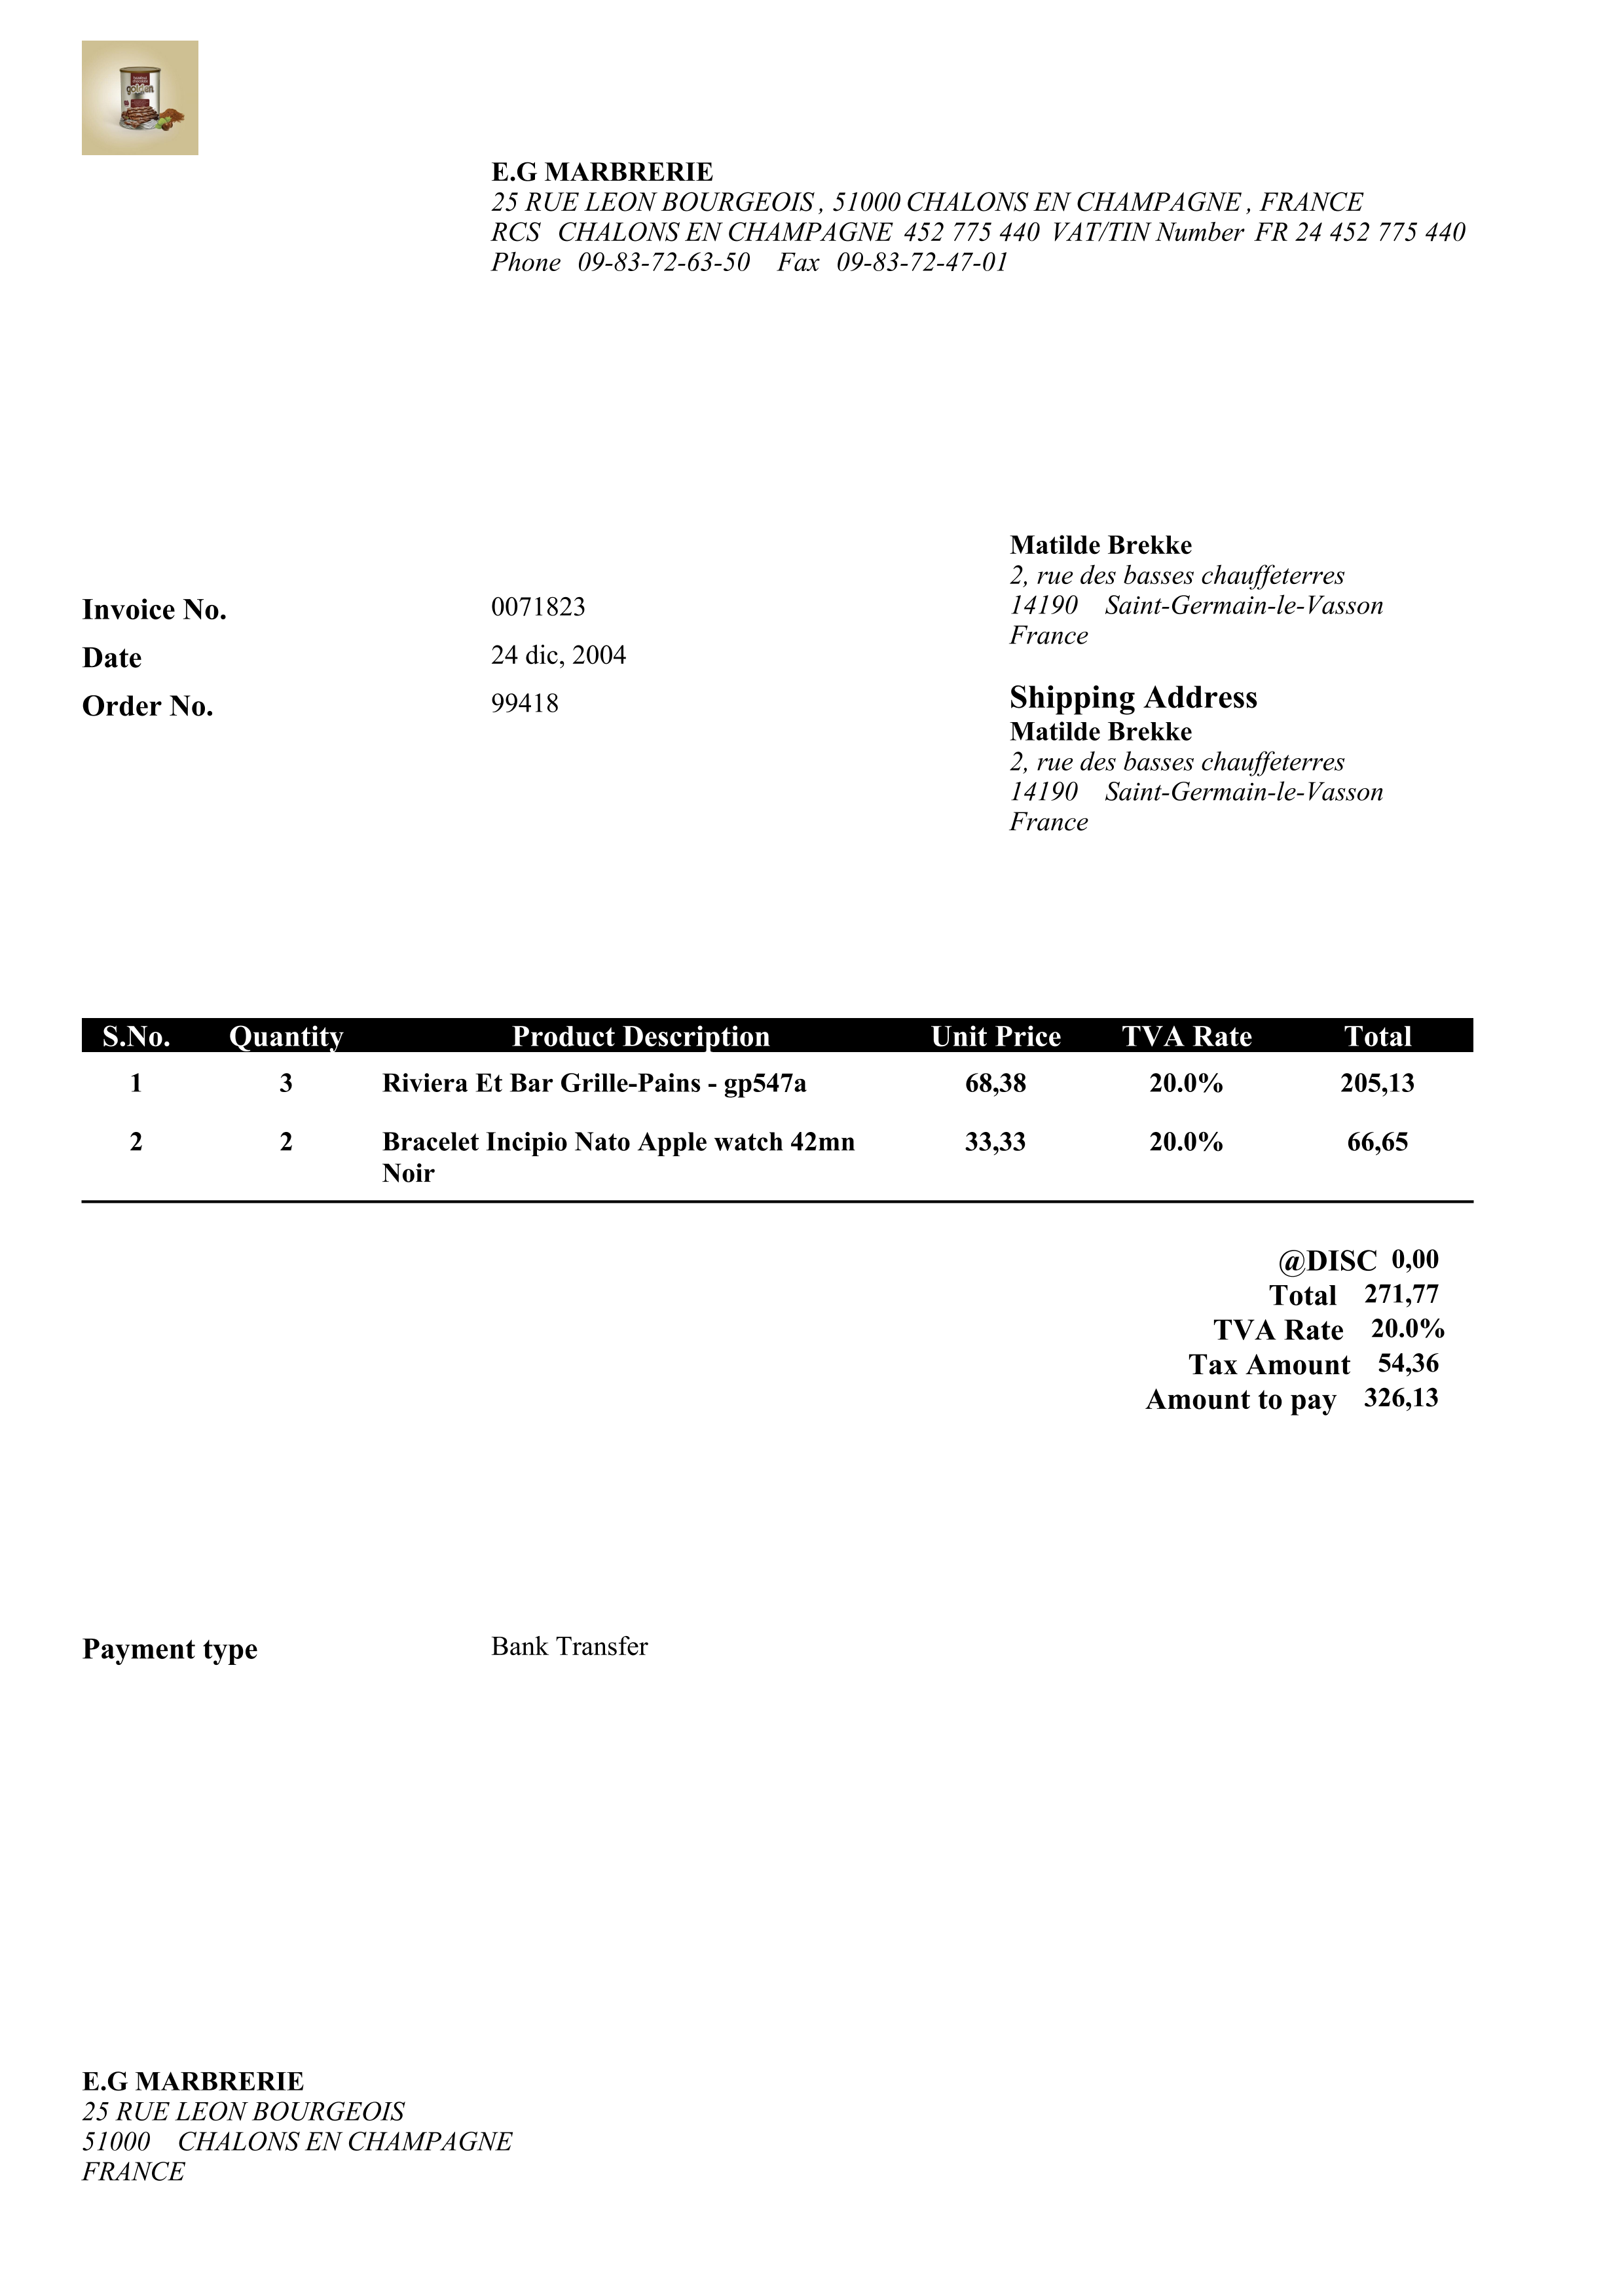 golden
E.G MARBRERIE
25 RUE LEON BOURGEOIS , 51000 CHALONS EN CHAMPAGNE , FRANCE
RCS CHALONS EN CHAMPAGNE 452 775 440 VAT/TIN Number FR 24 452 775 440
Phone 09-83-72-63-50 Fax 09-83-72-47-01
Matilde Brekke
2, rue des basses chauffeterres
14190 Saint-Germain-le-Vasson
France
Invoice No. 0071823
Date 24 dic, 2004
Order No. 99418
Shipping Address
Matilde Brekke
2, rue des basses chauffeterres
14190 Saint-Germain-le-Vasson
France
S.No. Quantity Product Description Unit Price TVA Rate Total
1 3 Riviera Et Bar Grille-Pains - gp547a 68,38 20.0% 205,13
2 2 Bracelet Incipio Nato Apple watch 42mn 33,33 20.0% 66,65
Noir
@DISC 0,00
Total 271,77
TVA Rate 20.0%
Tax Amount 54,36
Amount to pay 326,13
Payment type Bank Transfer
E.G MARBRERIE
25 RUE LEON BOURGEOIS
51000 CHALONS EN CHAMPAGNE
FRANCE